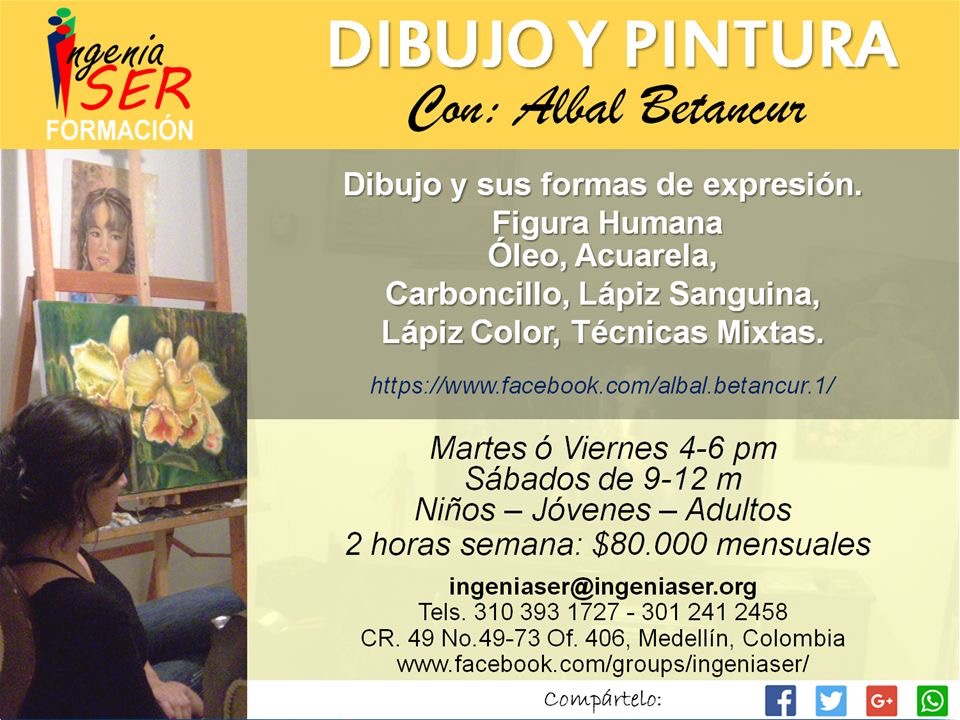 Ingenia
SER
FORMACIÓN
DIBUJO Y PINTURA
Con: Albal Betancur
Dibujo y sus formas de expresión.
Figura Humana
Óleo, Acuarela,
Carboncillo, Lápiz Sanguina,
Lápiz Color, Técnicas Mixtas.
https://www.facebook.com/albal.betancur.1/
Martes ó Viernes 4-6 pm
Sábados de 9-12 m
Niños – Jóvenes – Adultos
2 horas semana: $80.000 mensuales
ingeniaser@ingeniaser.org
Tels. 310 393 1727 - 301 241 2458
CR. 49 No.49-73 Of. 406, Medellín, Colombia
www.facebook.com/groups/ingeniaser/
Compártelo: